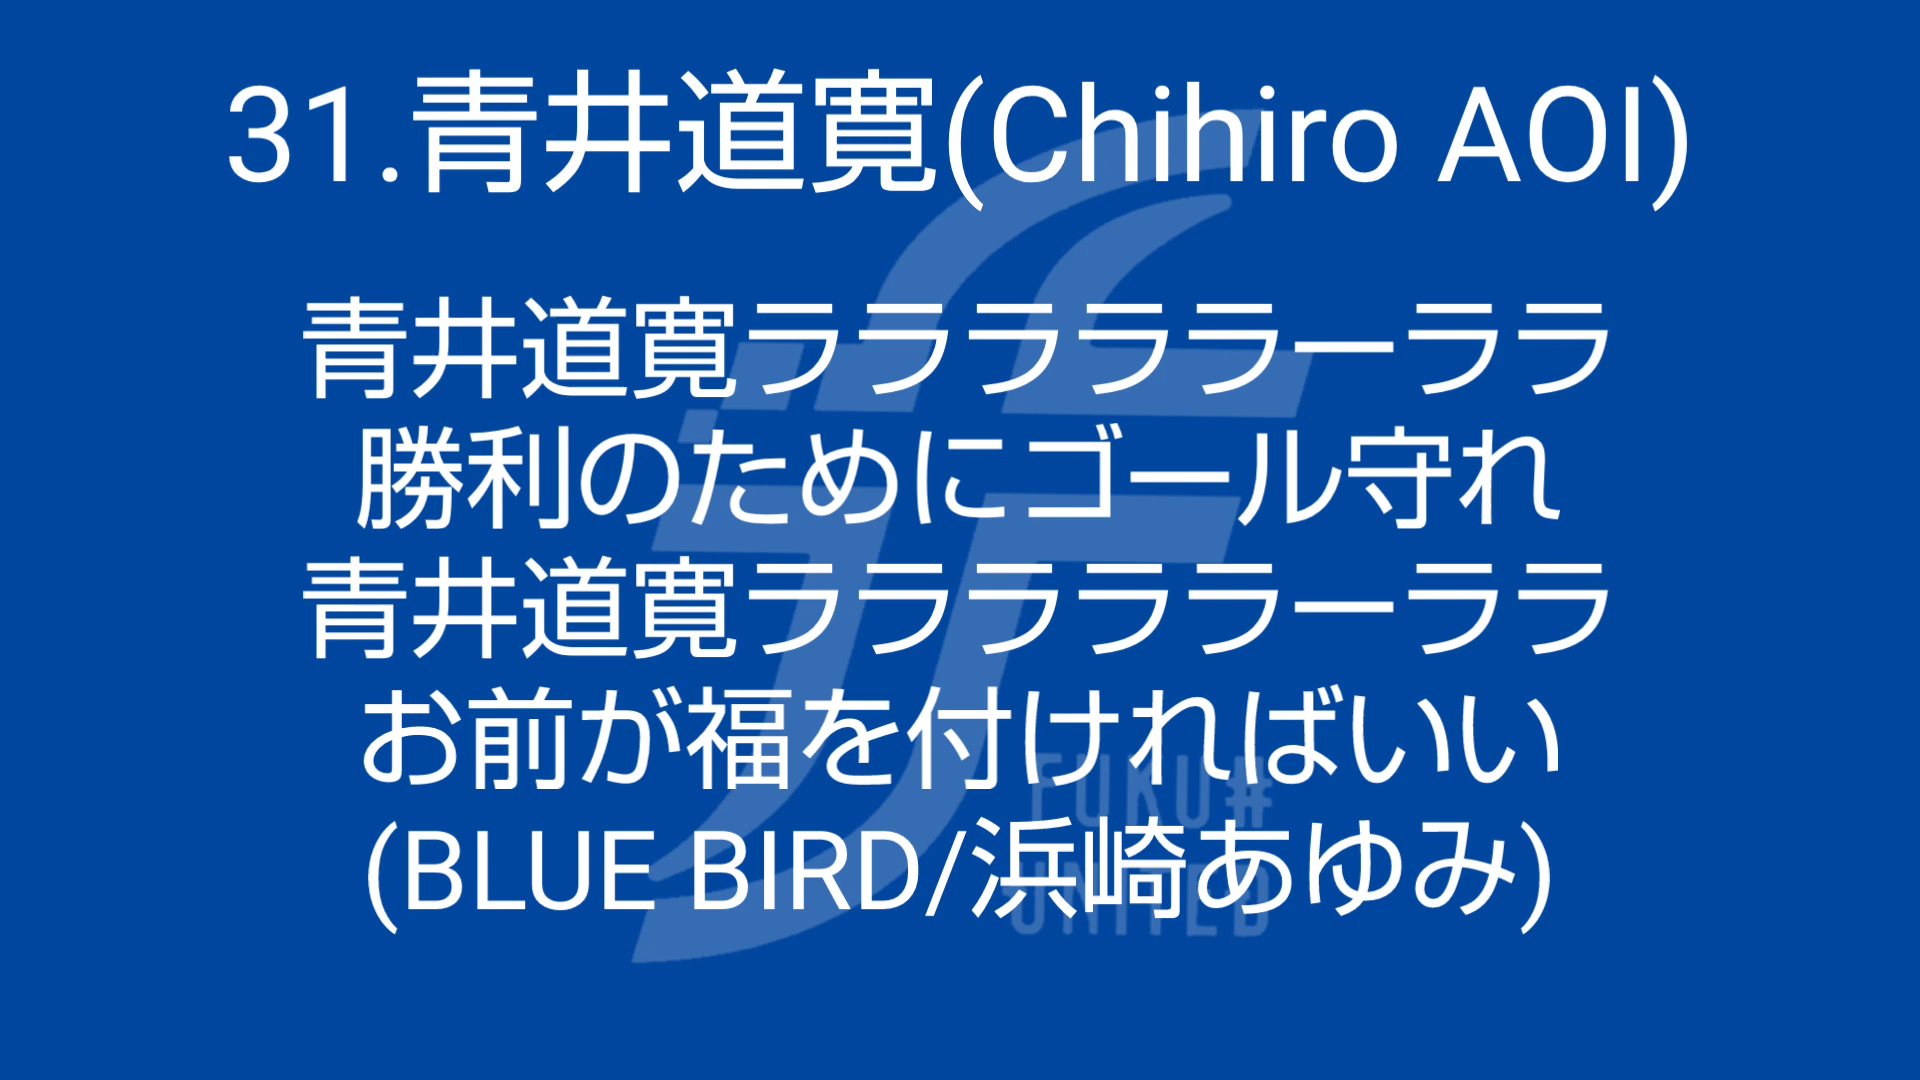 31.青井道寛(Chihiro AOI)
青井道寛ラララララーララ
勝利のためにゴール守れ
青井道寛ラララララーララ
お前が福を付ければいい
(BLUE BIRD/浜崎あゆみ)
FUKU#
UNITED